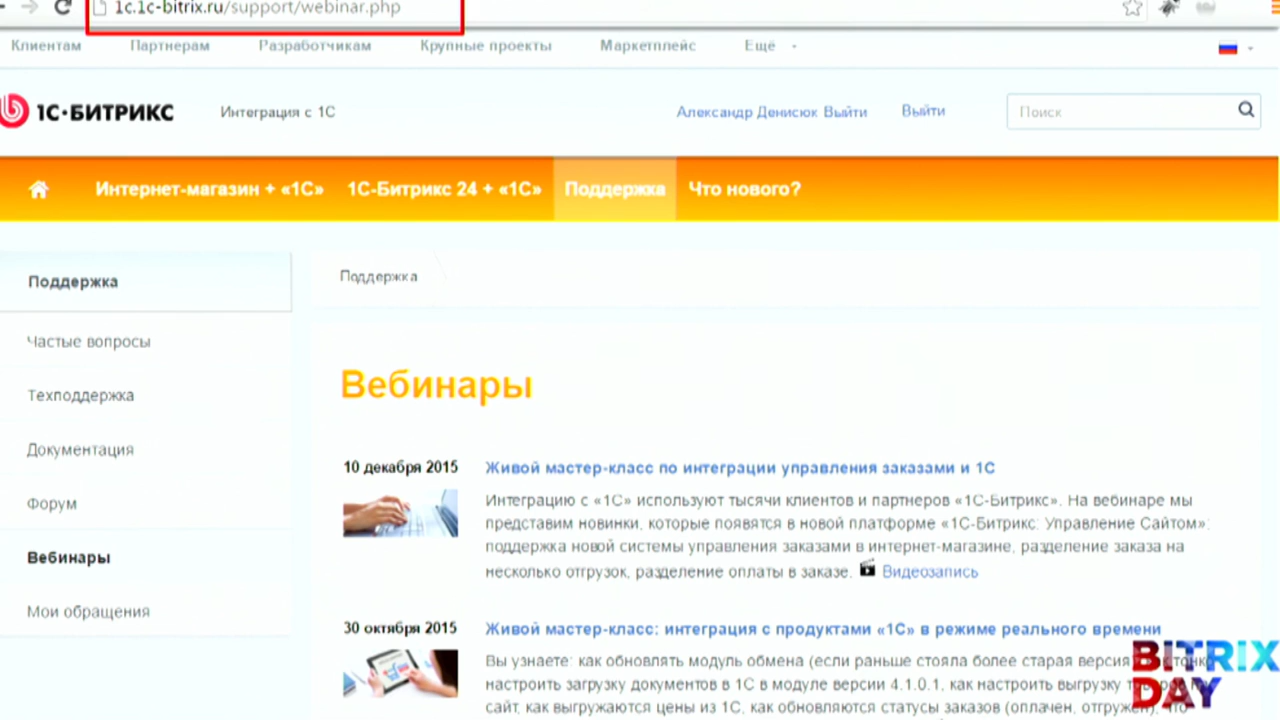 1c.1c-bitrix.ru/support/webinar.php
Клиентам Партнерам Разработчикам Крупные проекты Маркетплейс Ещё
1С-БИТРИКС Интеграция с 1С Александр Денисюк Выйти Выйти Поиск
Интернет-магазин + «1С» 1С-Битрикс 24 + «1С» Поддержка Что нового?
Поддержка
Поддержка
Частые вопросы
Техподдержка
Документация
Форум
Вебинары
Мои обращения
Вебинары
10 декабря 2015 Живой мастер-класс по интеграции управления заказами и 1С
Интеграцию с «1С» используют тысячи клиентов и партнеров «1С-Битрикс». На вебинаре мы
представим новинки, которые появятся в новой платформе «1С-Битрикс: Управление Сайтом»:
поддержка новой системы управления заказами в интернет-магазине, разделение заказа на
несколько отгрузок, разделение оплаты в заказе. Видеозапись
30 октября 2015 Живой мастер-класс: интеграция с продуктами «1С» в режиме реального времени
Вы узнаете: как обновлять модуль обмена (если раньше стояла более старая версия)
настроить загрузку документов в 1С в модуле версии 4.1.0.1, как настроить выгрузку
сайт, как выгружаются цены из 1С, как обновляются статусы заказов (оплачен, отгружен),
BITRIX
DAY